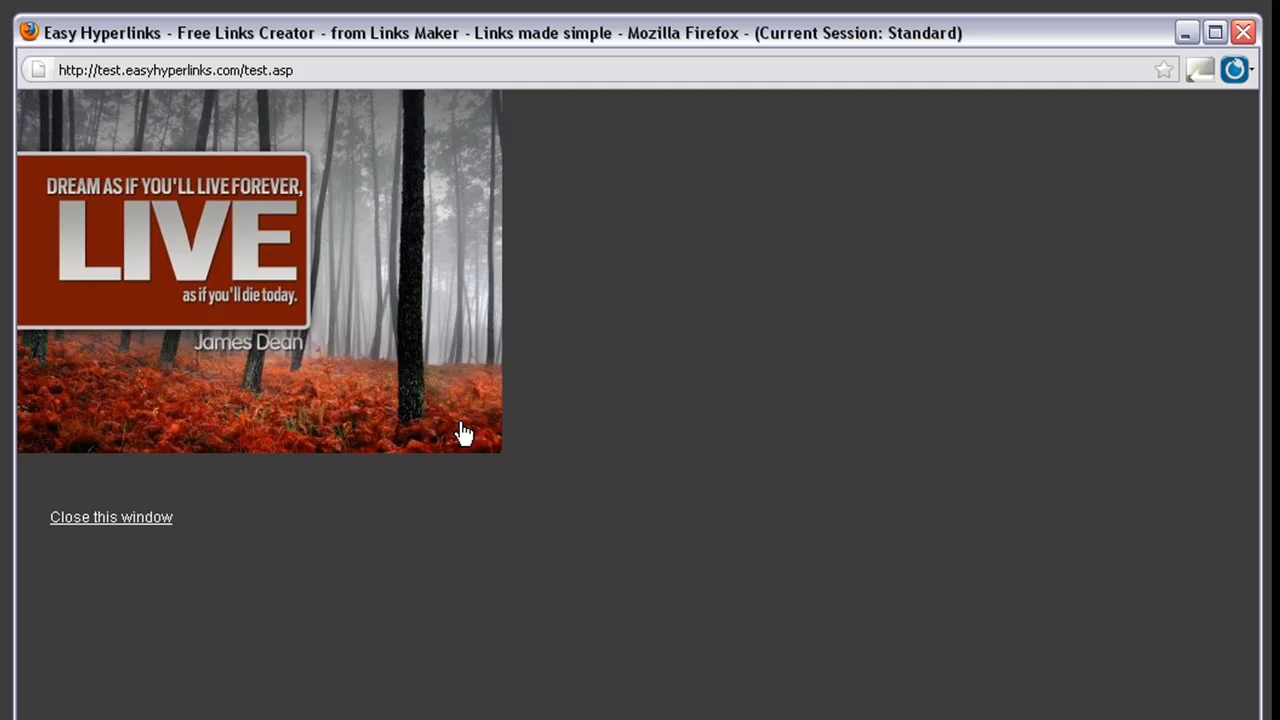 Easy Hyperlinks - Free Links Creator - from Links Maker - Links made simple - Mozilla Firefox - (Current Session: Standard)
http://test.easyhyperlinks.com/test.asp
DREAM AS IF YOU'LL LIVE FOREVER,
LIVE
as if you'll die today.
James Dean
Close this window